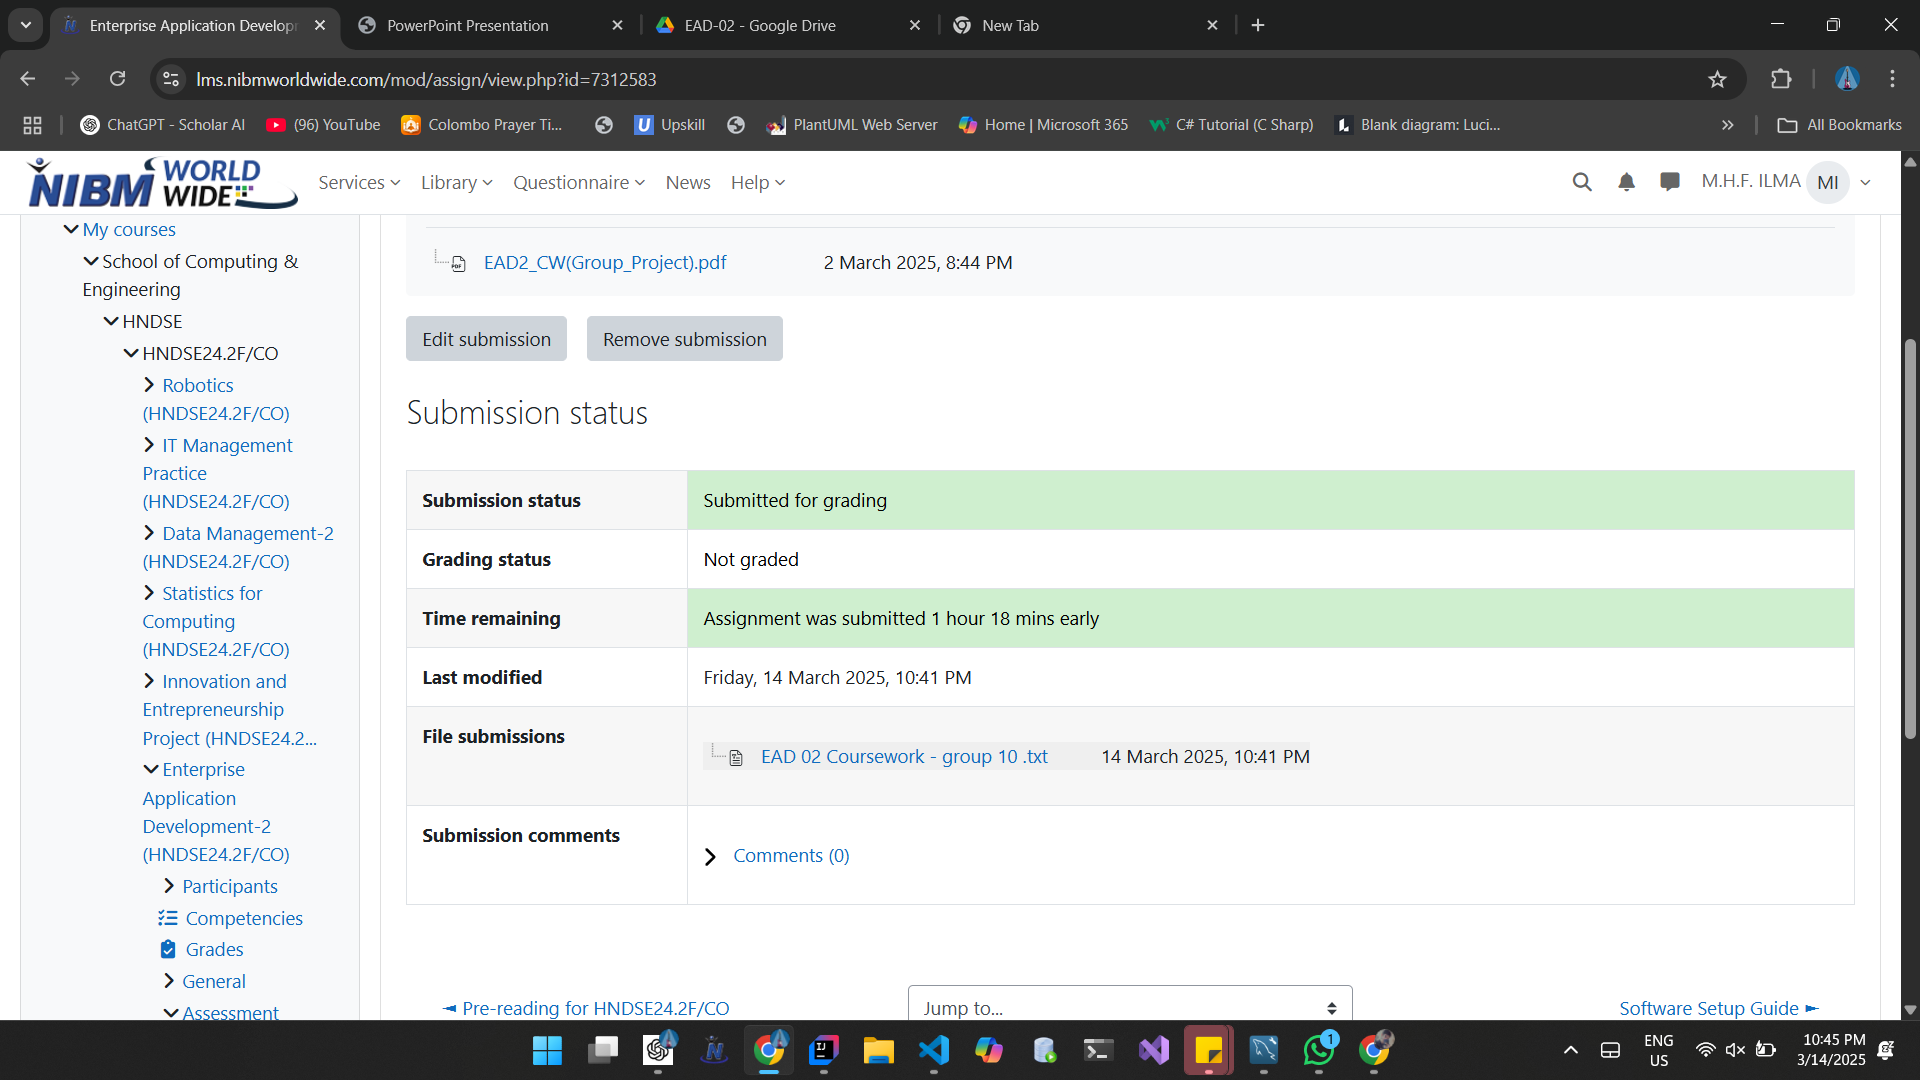 Enterprise Application Develop
PowerPoint Presentation
EAD-02 - Google Drive
New Tab
lms.nibmworldwide.com/mod/assign/view.php?id=7312583
ChatGPT - Scholar AI
(96) YouTube
Colombo Prayer Ti...
Upskill
PlantUML Web Server
Home | Microsoft 365
C# Tutorial (C Sharp)
Blank diagram: Luci...
All Bookmarks
NIBM WORLD WIDE
Services
Library
Questionnaire
News
Help
M.H.F. ILMA
MI
My courses
School of Computing &
Engineering
HNDSE
HNDSE24.2F/CO
Robotics
(HNDSE24.2F/CO)
IT Management
Practice
(HNDSE24.2F/CO)
Data Management-2
(HNDSE24.2F/CO)
Statistics for
Computing
(HNDSE24.2F/CO)
Innovation and
Entrepreneurship
Project (HNDSE24.2...
Enterprise
Application
Development-2
(HNDSE24.2F/CO)
Participants
Competencies
Grades
General
Assessment
EAD2_CW(Group_Project).pdf
2 March 2025, 8:44 PM
Edit submission
Remove submission
Submission status
Submission status
Submitted for grading
Grading status
Not graded
Time remaining
Assignment was submitted 1 hour 18 mins early
Last modified
Friday, 14 March 2025, 10:41 PM
File submissions
EAD 02 Coursework - group 10 .txt
14 March 2025, 10:41 PM
Submission comments
Comments (0)
◄ Pre-reading for HNDSE24.2F/CO
Jump to...
Software Setup Guide ►
1
ENG
US
10:45 PM
3/14/2025